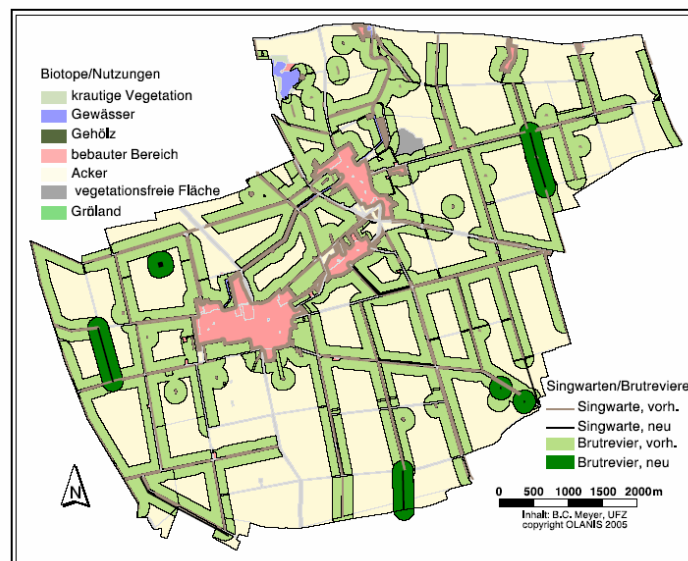 Biotope/Nutzungen
krautige Vegetation
Gewässer
Gehölz
bebauter Bereich
Acker
vegetationsfreie Fläche
Gröland
Singwarten/Brutreviere
Singwarte, vorh.
Singwarte, neu
Brutrevier, vorh.
Brutrevier, neu
N
0 500 1000 1500 2000m
Inhalt: B.C. Meyer, UFZ
copyright OLANIS 2005